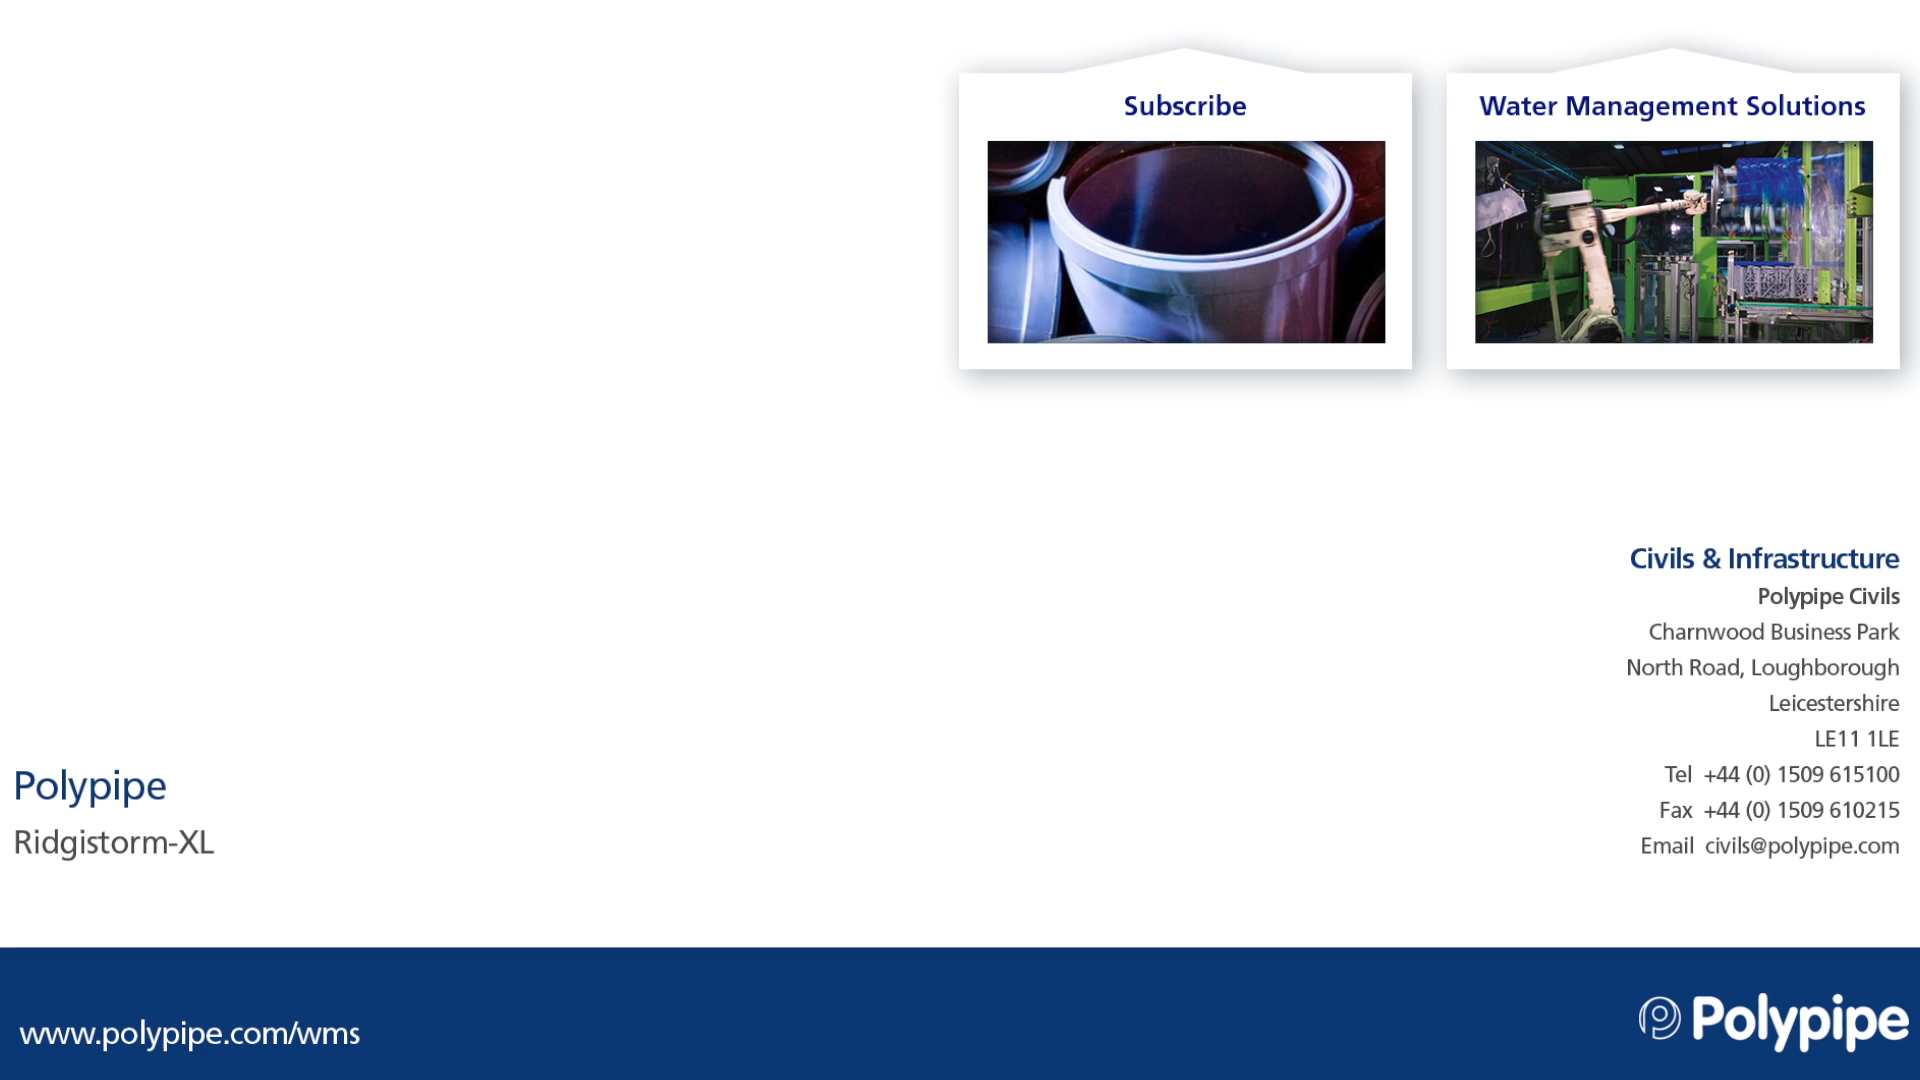 Subscribe
Water Management Solutions
Civils & Infrastructure
Polypipe Civils
Charnwood Business Park
North Road, Loughborough
Leicestershire
LE11 1LE
Tel +44 (0) 1509 615100
Fax +44 (0) 1509 610215
Email civils@polypipe.com
Polypipe
Ridgistorm-XL
www.polypipe.com/wms
Polypipe